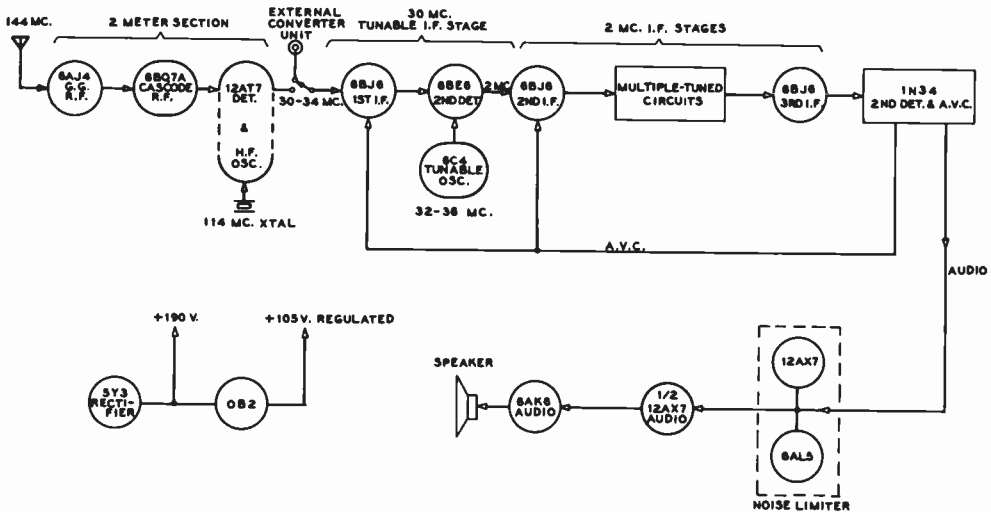 144 MC.
2 METER SECTION
EXTERNAL
CONVERTER
UNIT
30 MC.
TUNABLE I.F. STAGE
2 MC. I.F. STAGES
6AJ4
G.G.
R.F.
6BQ7A
CASCODE
R.F.
12AT7
DET.
&
H.F.
OSC.
30-34 MC.
6BJ6
1ST I.F.
6BE6
2ND DET.
2MC
6BJ6
2ND I.F.
MULTIPLE-TUNED
CIRCUITS
6BJ6
3RD I.F.
1N34
2ND DET. & A.V.C.
6C4
TUNABLE
OSC.
32-36 MC.
114 MC. XTAL
A.V.C.
AUDIO
+190 V.
+105 V. REGULATED
5Y3
RECTI-
FIER
OB2
SPEAKER
6AK6
AUDIO
1/2
12AX7
AUDIO
12AX7
6AL5
NOISE LIMITER